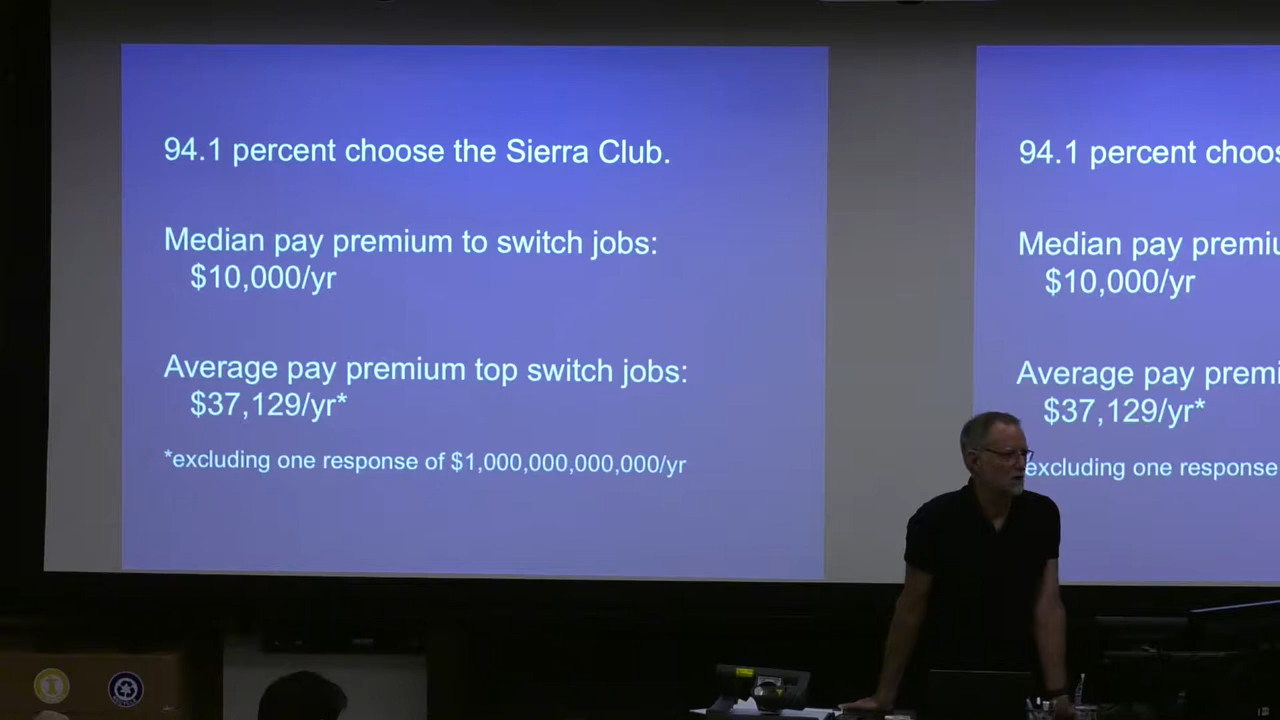 94.1 percent choose the Sierra Club.
Median pay premium to switch jobs:
$10,000/yr
Average pay premium top switch jobs:
$37,129/yr*
*excluding one response of $1,000,000,000,000/yr
94.1 percent choos
Median pay premiu
$10,000/yr
Average pay premi
$37,129/yr*
excluding one response